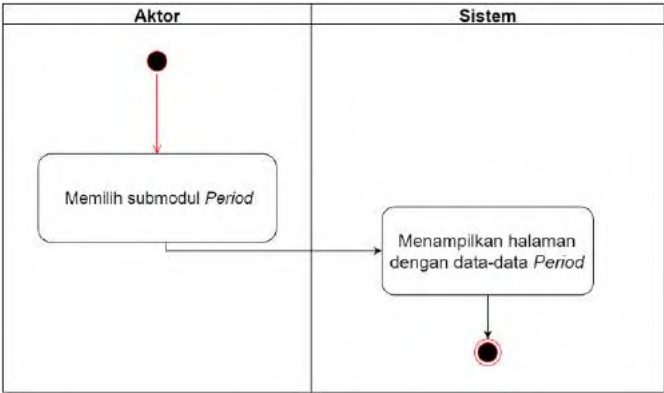 Aktor
Sistem
Memilih submodul Period
Menampilkan halaman
dengan data-data Period